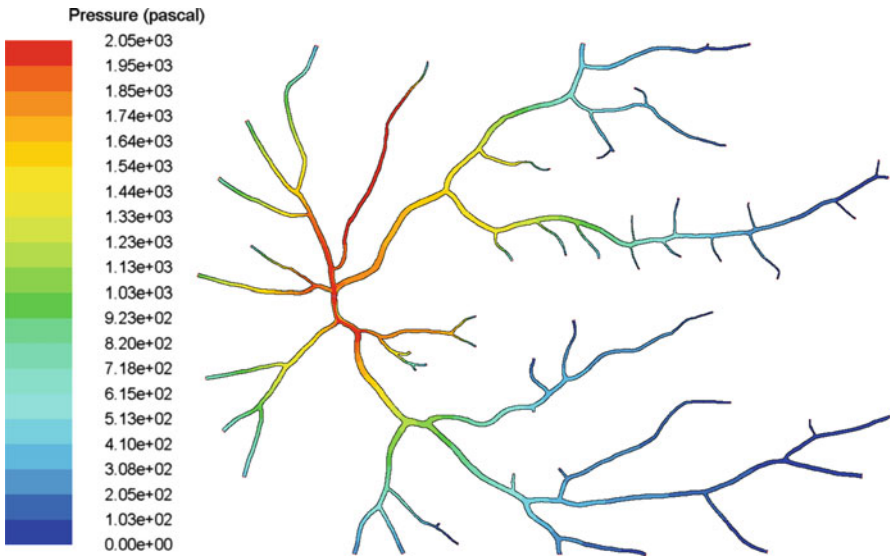 Pressure (pascal)
2.05e+03
1.95e+03
1.85e+03
1.74e+03
1.64e+03
1.54e+03
1.44e+03
1.33e+03
1.23e+03
1.13e+03
1.03e+03
9.23e+02
8.20e+02
7.18e+02
6.15e+02
5.13e+02
4.10e+02
3.08e+02
2.05e+02
1.03e+02
0.00e+00